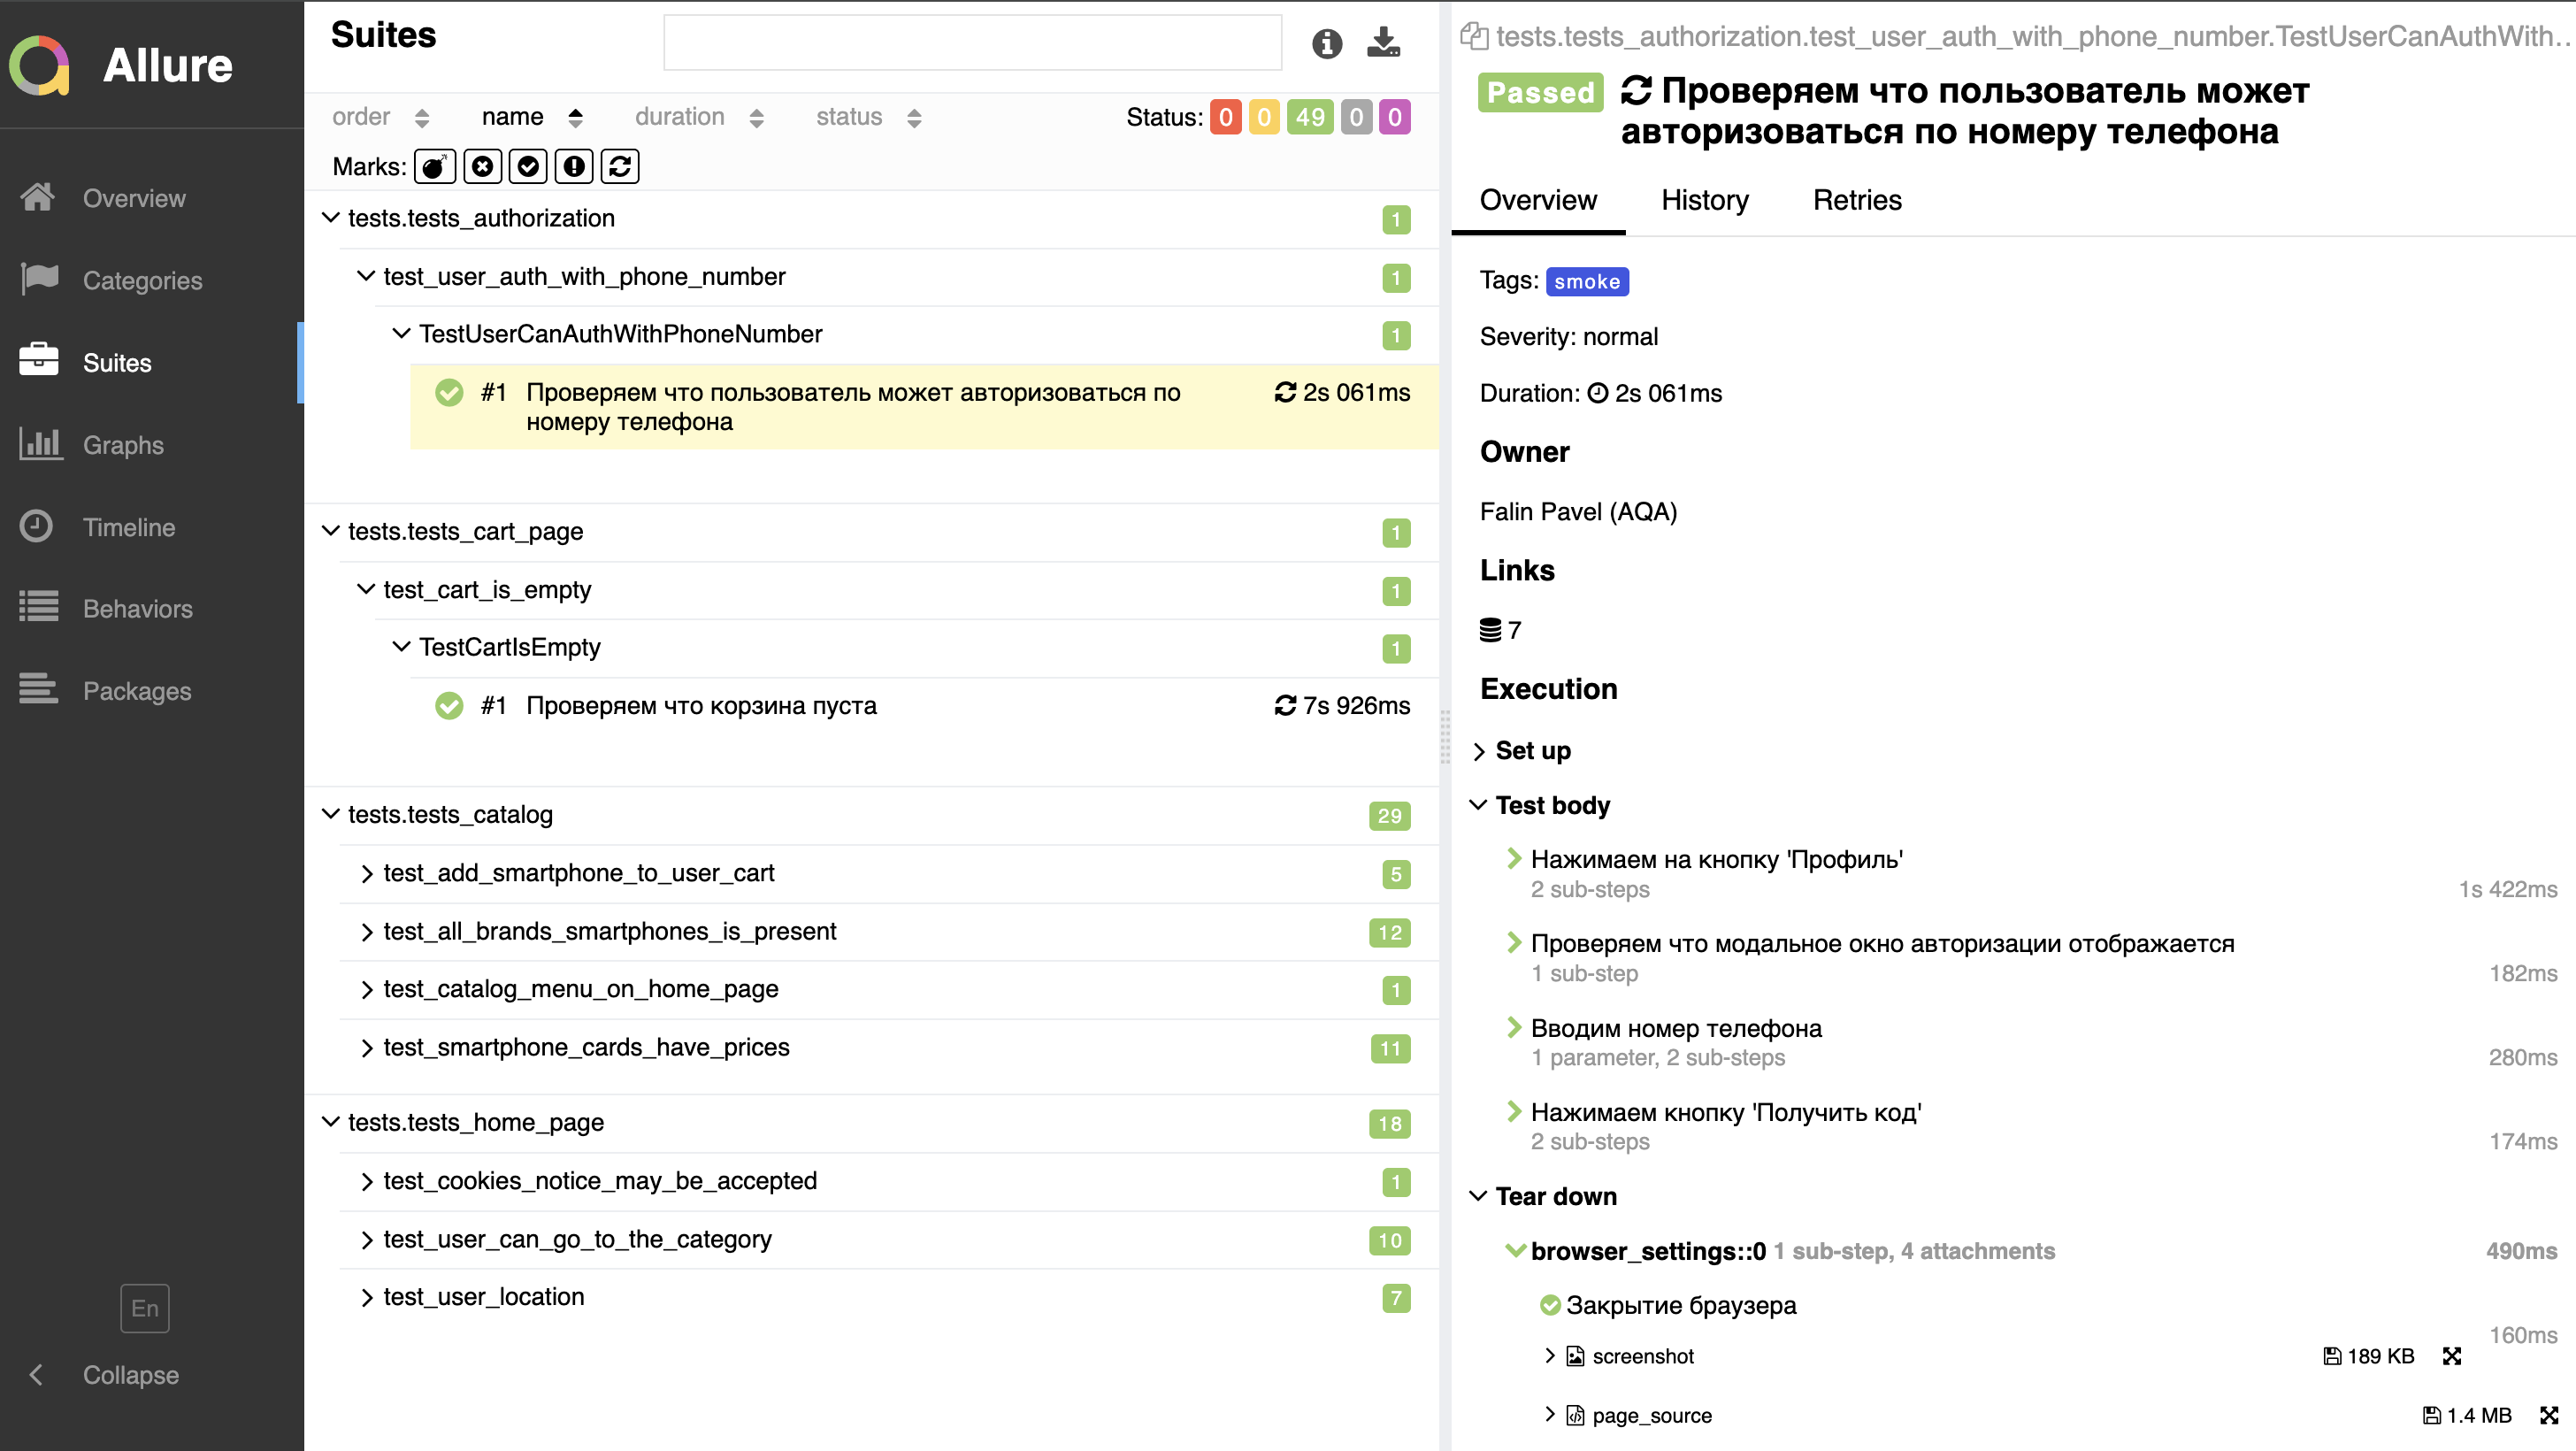 Allure
Overview
Categories
Suites
Graphs
Timeline
Behaviors
Packages
En
Collapse
Suites
order name duration status Status: 0 0 49 0 0
Marks:
tests.tests_authorization 1
test_user_auth_with_phone_number 1
TestUserCanAuthWithPhoneNumber 1
#1 Проверяем что пользователь может авторизоваться по 2s 061ms
номеру телефона
tests.tests_cart_page 1
test_cart_is_empty 1
TestCartIsEmpty 1
#1 Проверяем что корзина пуста 7s 926ms
tests.tests_catalog 29
test_add_smartphone_to_user_cart 5
test_all_brands_smartphones_is_present 12
test_catalog_menu_on_home_page 1
test_smartphone_cards_have_prices 11
tests.tests_home_page 18
test_cookies_notice_may_be_accepted 1
test_user_can_go_to_the_category 10
test_user_location 7
tests.tests_authorization.test_user_auth_with_phone_number.TestUserCanAuthWith...
Passed Проверяем что пользователь может
авторизоваться по номеру телефона
Overview History Retries
Tags: smoke
Severity: normal
Duration: 2s 061ms
Owner
Falin Pavel (AQA)
Links
7
Execution
Set up
Test body
Нажимаем на кнопку 'Профиль'
2 sub-steps 1s 422ms
Проверяем что модальное окно авторизации отображается
1 sub-step 182ms
Вводим номер телефона
1 parameter, 2 sub-steps 280ms
Нажимаем кнопку 'Получить код'
2 sub-steps 174ms
Tear down
browser_settings::0 1 sub-step, 4 attachments 490ms
Закрытие браузера
160ms
screenshot 189 KB
page_source 1.4 MB